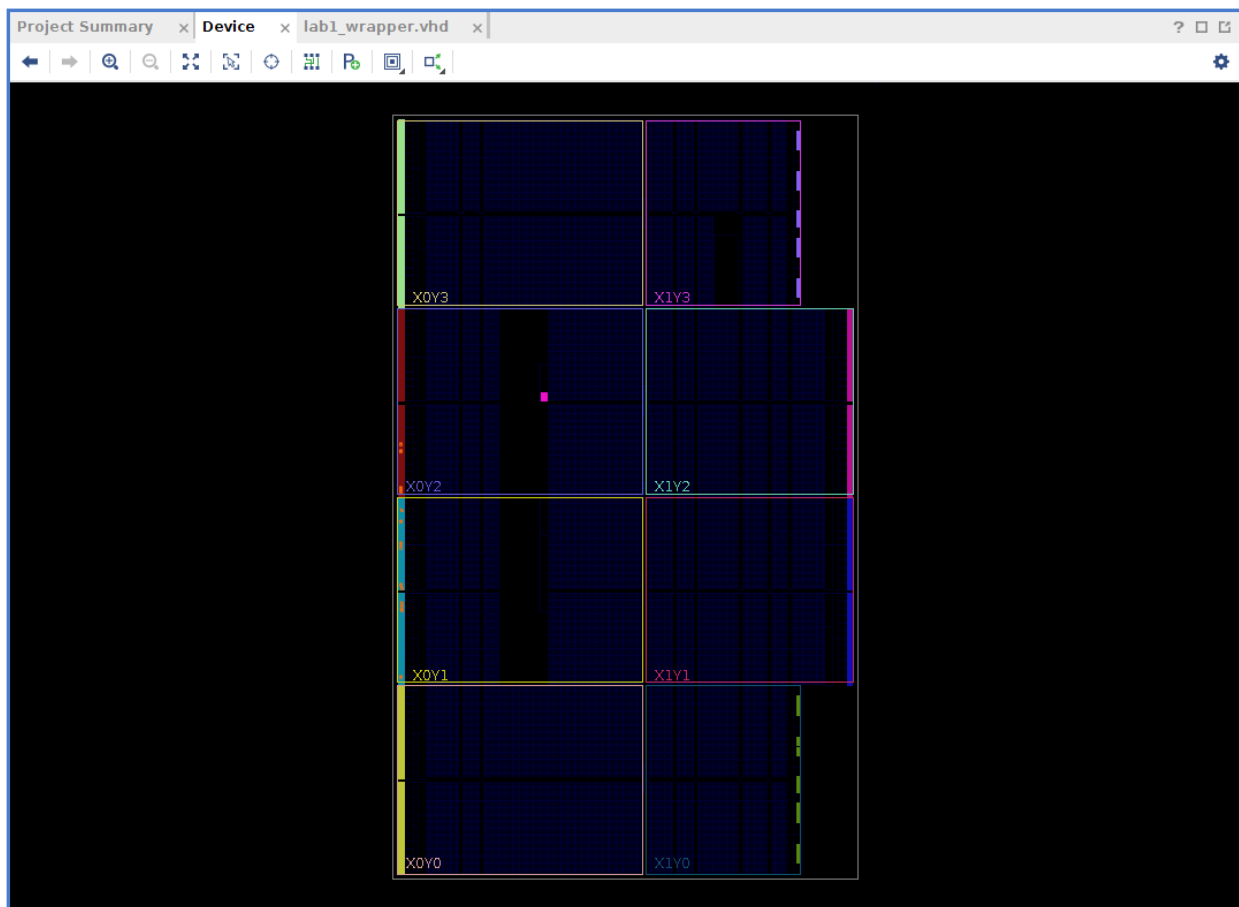 Project Summary × Device × lab1_wrapper.vhd × ?
X0Y3 X1Y3
X0Y2 X1Y2
X0Y1 X1Y1
X0Y0 X1Y0